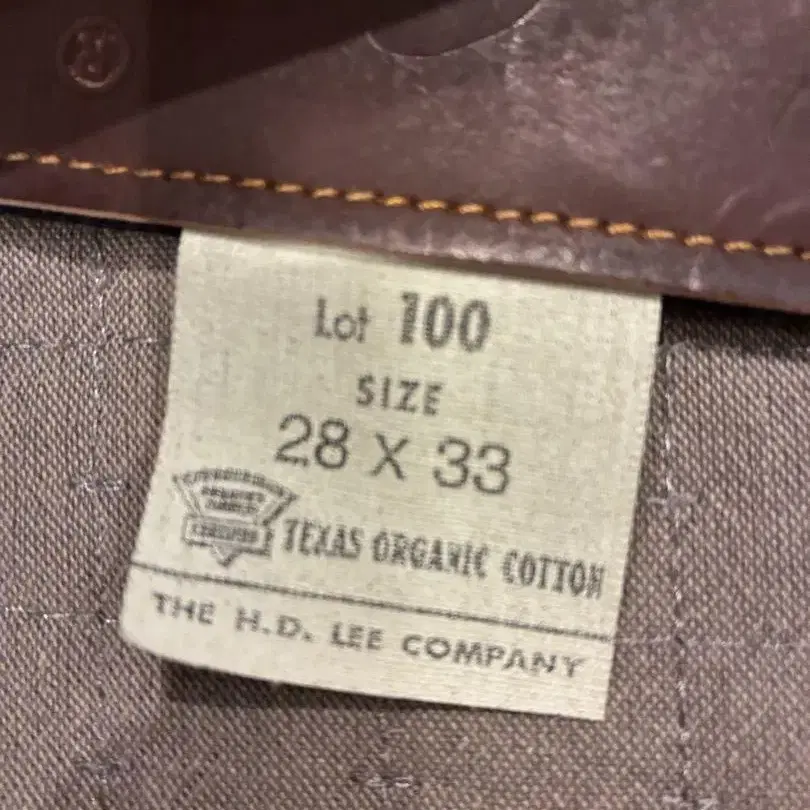 Lot 100
SIZE
28 X 33
TEXAS ORGANIC COTTON
THE H.D. LEE COMPANY